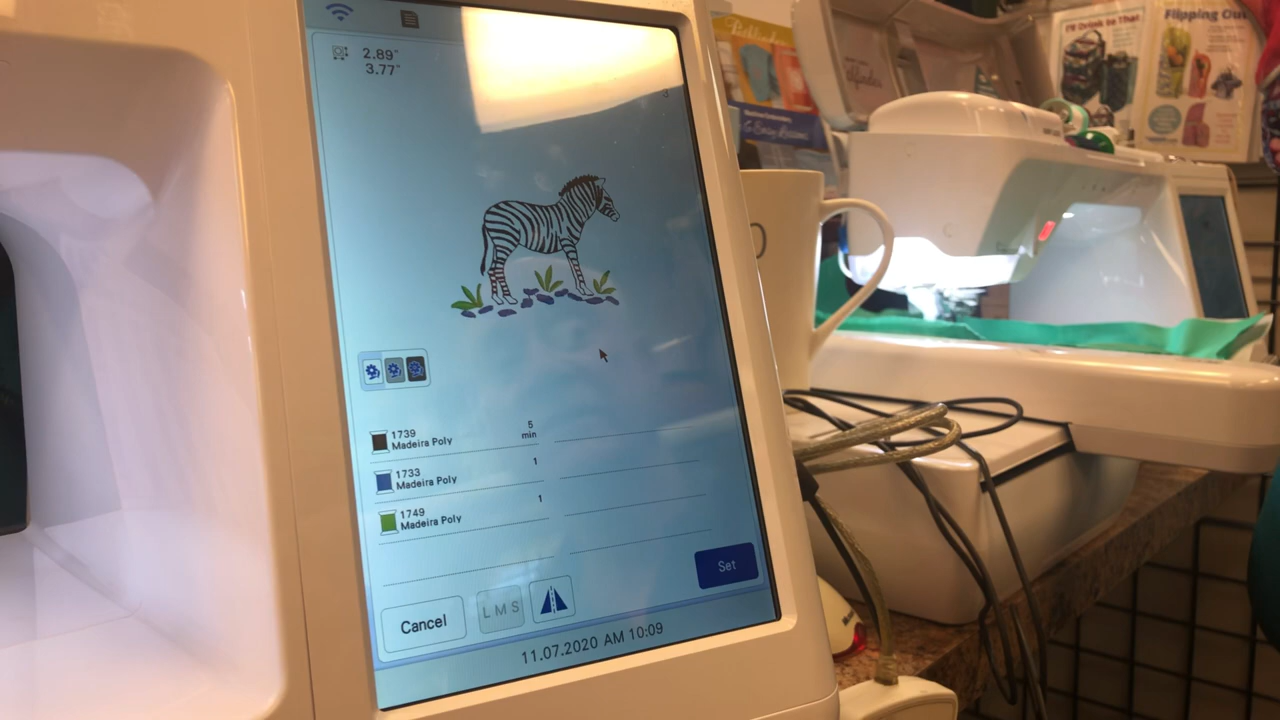 2.89"
3.77"
3
1739
Madeira Poly
5
min
1733
Madeira Poly
1
1749
Madeira Poly
1
Set
Cancel
L M S
11.07.2020 AM 10:09
I'll Drink to That
Flipping Out